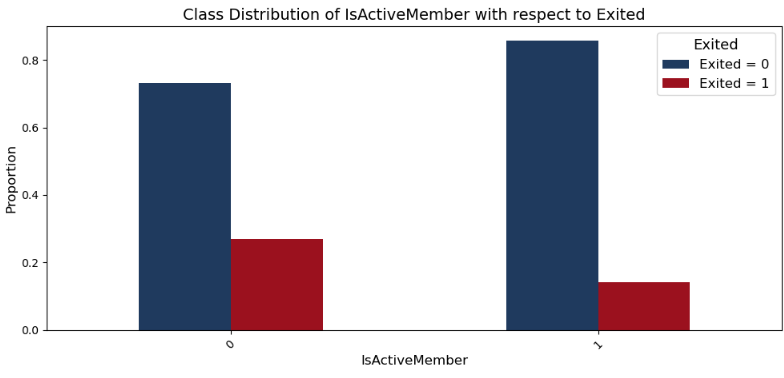 Class Distribution of IsActiveMember with respect to Exited
Exited
Exited = 0
Exited = 1
Proportion
0.8
0.6
0.4
0.2
0.0
0
1
IsActiveMember